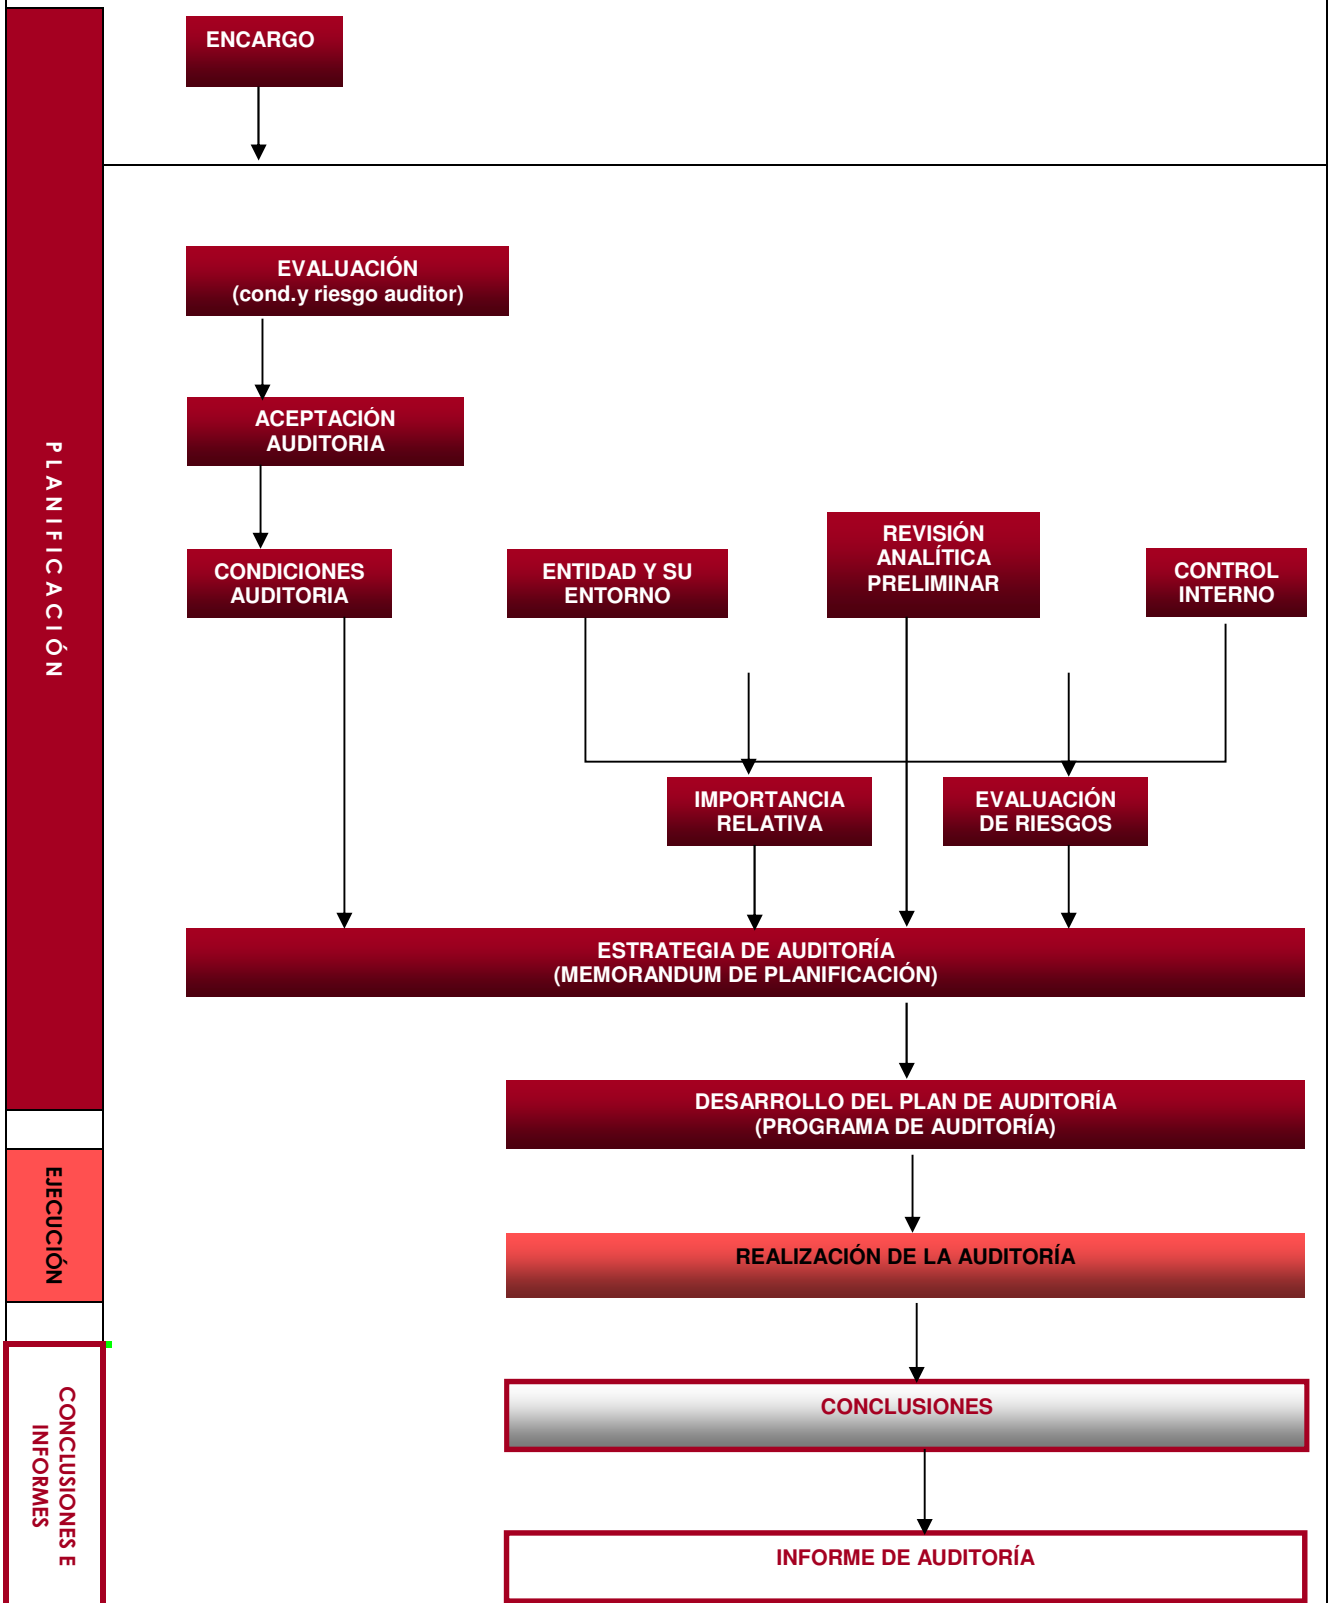 ENCARGO
PLANIFICACIÓN
EVALUACIÓN
(cond.y riesgo auditor)
ACEPTACIÓN
AUDITORIA
CONDICIONES
AUDITORIA
ENTIDAD Y SU
ENTORNO
REVISIÓN
ANALÍTICA
PRELIMINAR
CONTROL
INTERNO
IMPORTANCIA
RELATIVA
EVALUACIÓN
DE RIESGOS
ESTRATEGIA DE AUDITORÍA
(MEMORANDUM DE PLANIFICACIÓN)
DESARROLLO DEL PLAN DE AUDITORÍA
(PROGRAMA DE AUDITORÍA)
EJECUCIÓN
REALIZACIÓN DE LA AUDITORÍA
CONCLUSIONES E
INFORMES
CONCLUSIONES
INFORME DE AUDITORÍA